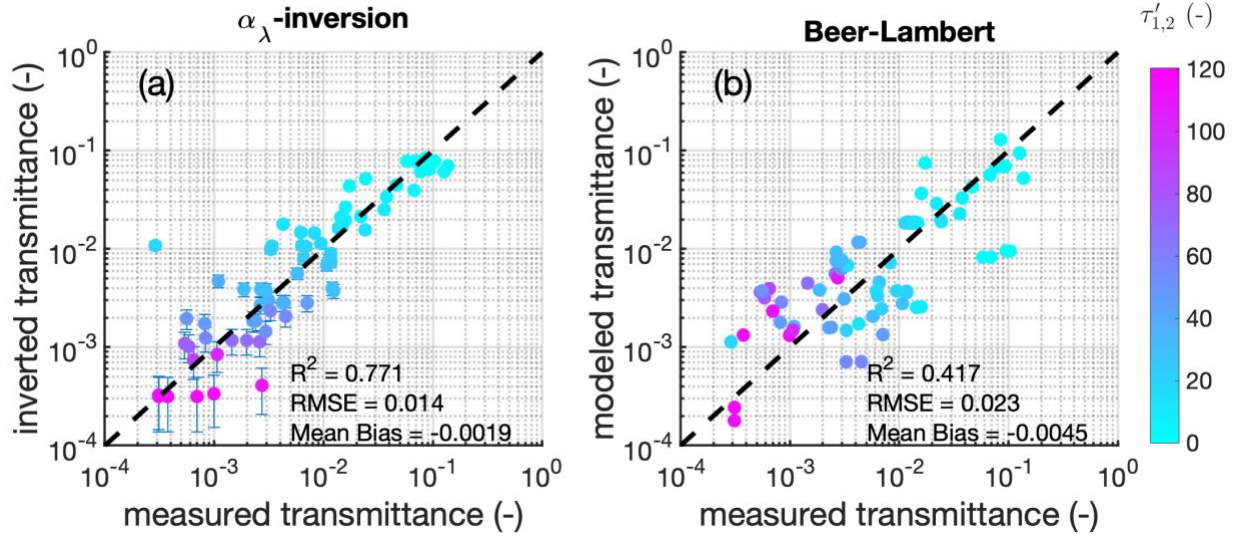 α_λ-inversion
(a)
inverted transmittance (-)
10^0
10^-1
10^-2
10^-3
10^-4
R^2 = 0.771
RMSE = 0.014
Mean Bias = -0.0019
10^-4 10^-3 10^-2 10^-1 10^0
measured transmittance (-)
Beer-Lambert
(b)
modeled transmittance (-)
10^0
10^-1
10^-2
10^-3
10^-4
R^2 = 0.417
RMSE = 0.023
Mean Bias = -0.0045
10^-4 10^-3 10^-2 10^-1 10^0
measured transmittance (-)
τ′_1,2 (-)
120
100
80
60
40
20
0